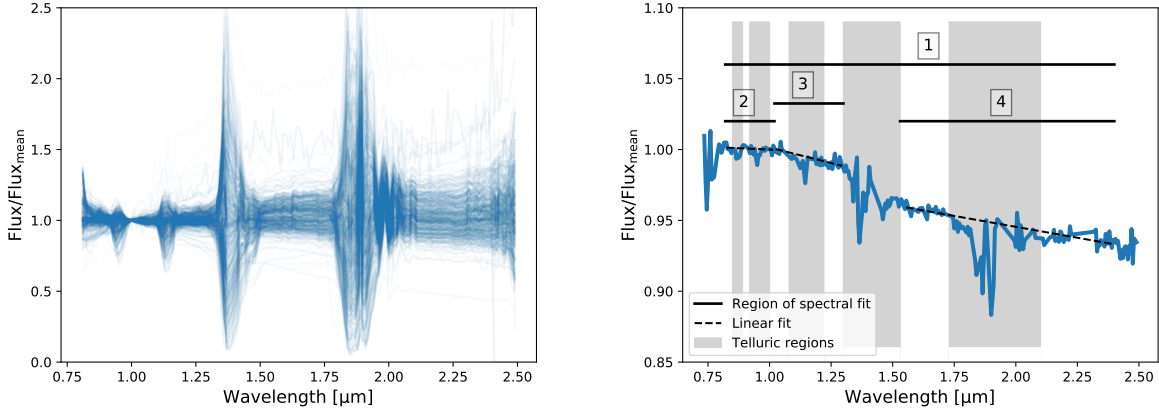 2.5
2.0
1.5
1.0
0.5
0.0
Flux/Flux_mean
0.75 1.00 1.25 1.50 1.75 2.00 2.25 2.50
Wavelength [μm]
1.10
1.05
1.00
0.95
0.90
0.85
Flux/Flux_mean
1
2
3
4
Region of spectral fit
Linear fit
Telluric regions
0.75 1.00 1.25 1.50 1.75 2.00 2.25 2.50
Wavelength [μm]